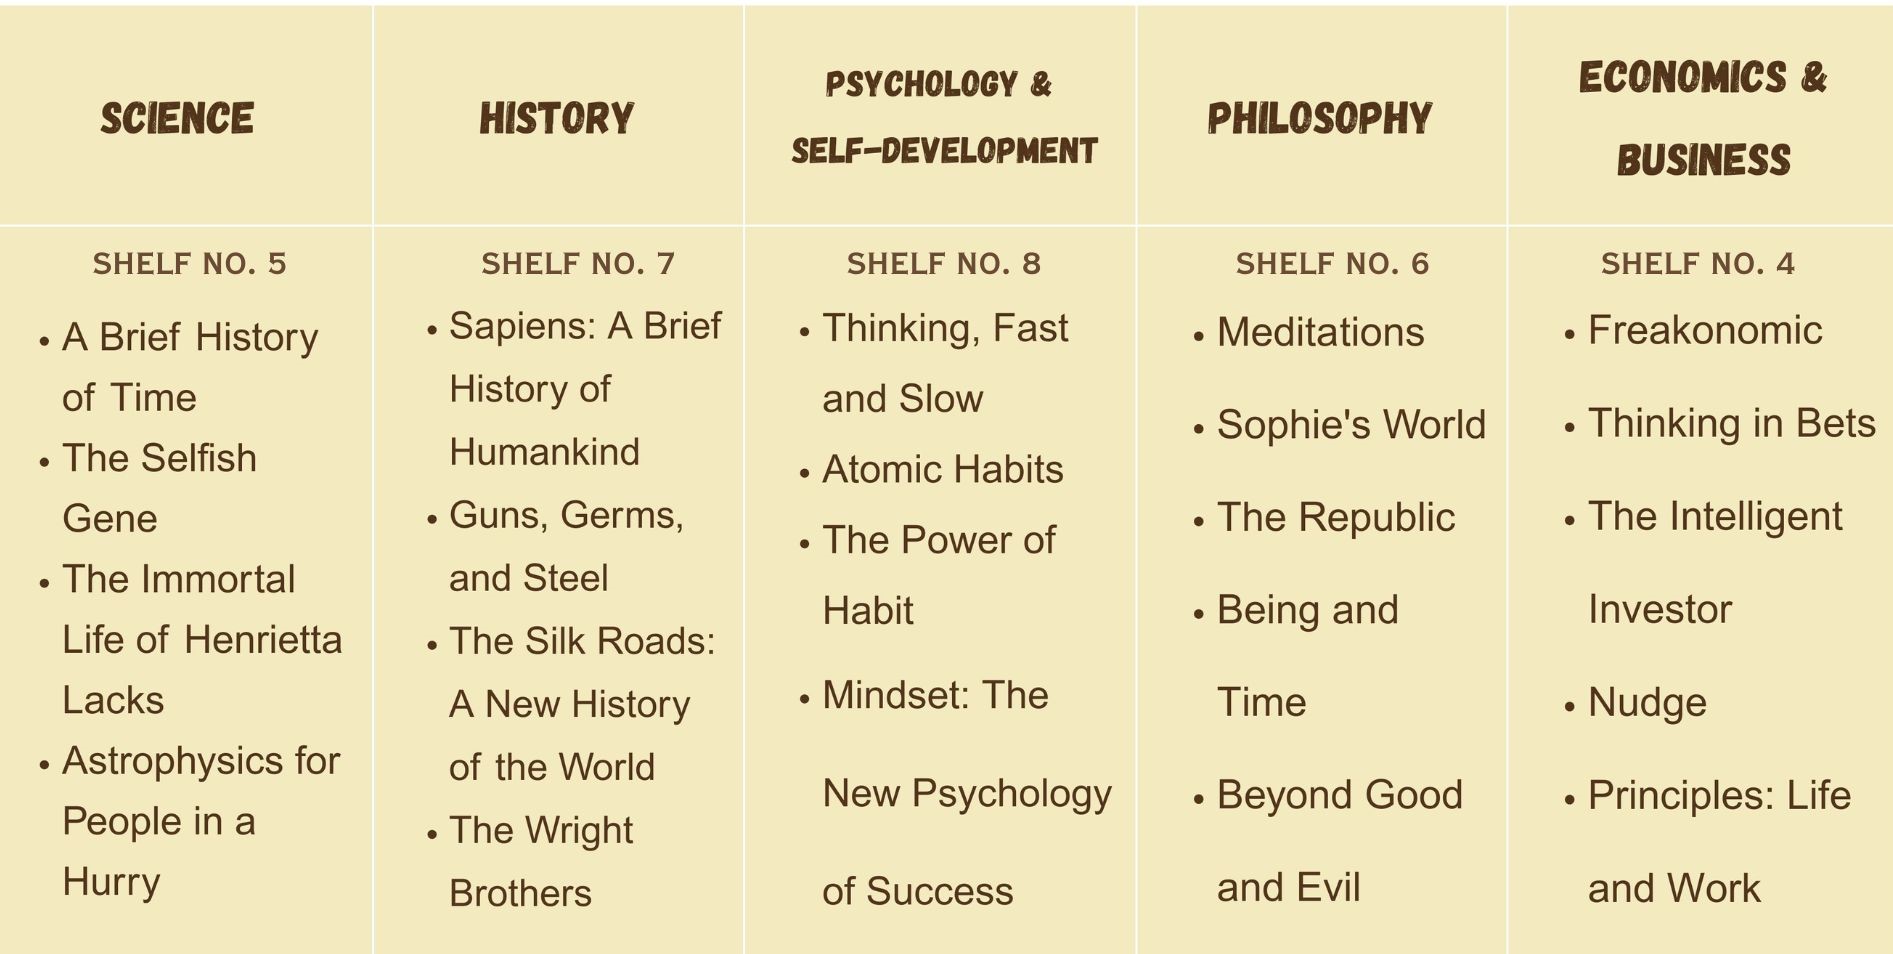 SCIENCE
HISTORY
PSYCHOLOGY &
SELF-DEVELOPMENT
PHILOSOPHY
ECONOMICS &
BUSINESS
SHELF NO. 5
• A Brief History
of Time
• The Selfish
Gene
• The Immortal
Life of Henrietta
Lacks
• Astrophysics for
People in a
Hurry
SHELF NO. 7
• Sapiens: A Brief
History of
Humankind
• Guns, Germs,
and Steel
• The Silk Roads:
A New History
of the World
• The Wright
Brothers
SHELF NO. 8
• Thinking, Fast
and Slow
• Atomic Habits
• The Power of
Habit
• Mindset: The
New Psychology
of Success
SHELF NO. 6
• Meditations
• Sophie's World
• The Republic
• Being and
Time
• Beyond Good
and Evil
SHELF NO. 4
• Freakonomic
• Thinking in Bets
• The Intelligent
Investor
• Nudge
• Principles: Life
and Work